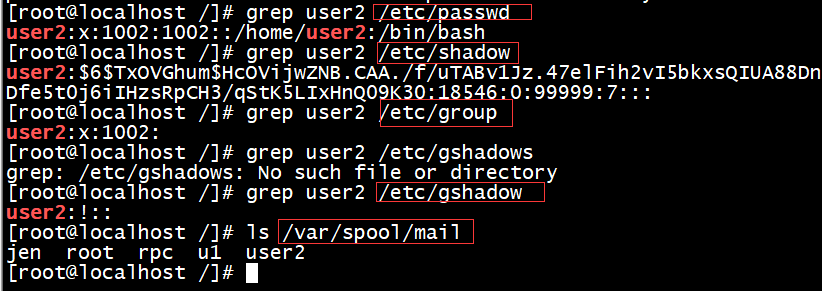 [root@localhost /]# grep user2 /etc/passwd
user2:x:1002:1002::/home/user2:/bin/bash
[root@localhost /]# grep user2 /etc/shadow
user2:$6$TxOVGhum$HcOVijwZNB.CAA./f/uTABv1Jz.47elFih2vI5bkxsQIUA88Dn
Dfe5t0j6iIHzsRpCH3/qStK5LIxHnQ09K30:18546:0:99999:7:::
[root@localhost /]# grep user2 /etc/group
user2:x:1002:
[root@localhost /]# grep user2 /etc/gshadows
grep: /etc/gshadows: No such file or directory
[root@localhost /]# grep user2 /etc/gshadow
user2:!::
[root@localhost /]# ls /var/spool/mail
jen  root  rpc  u1  user2
[root@localhost /]#